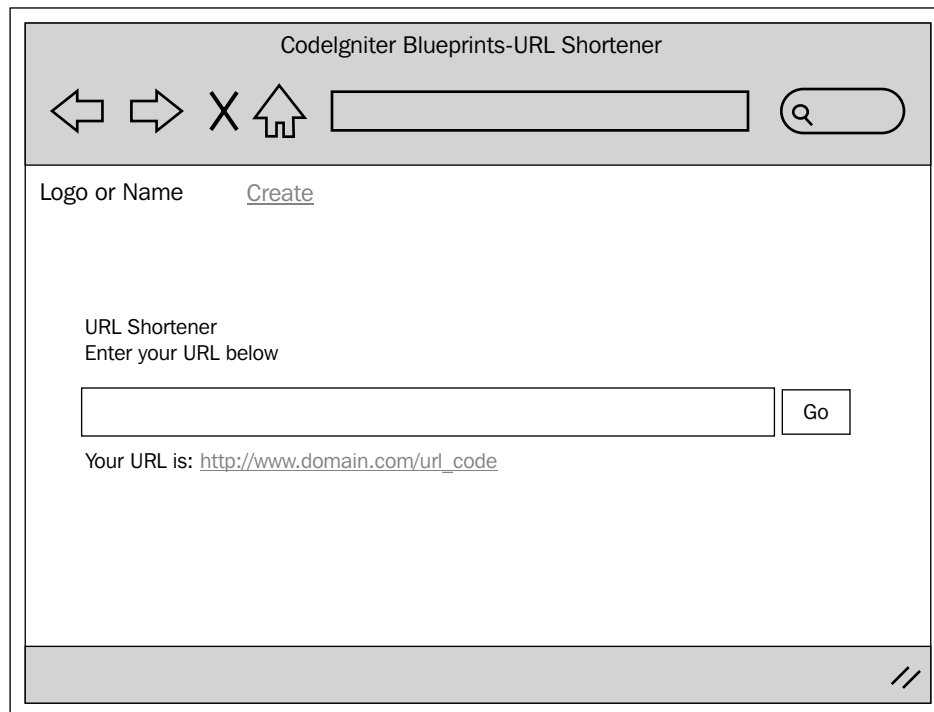 CodeIgniter Blueprints-URL Shortener
Logo or Name Create
URL Shortener
Enter your URL below
Go
Your URL is: http://www.domain.com/url_code